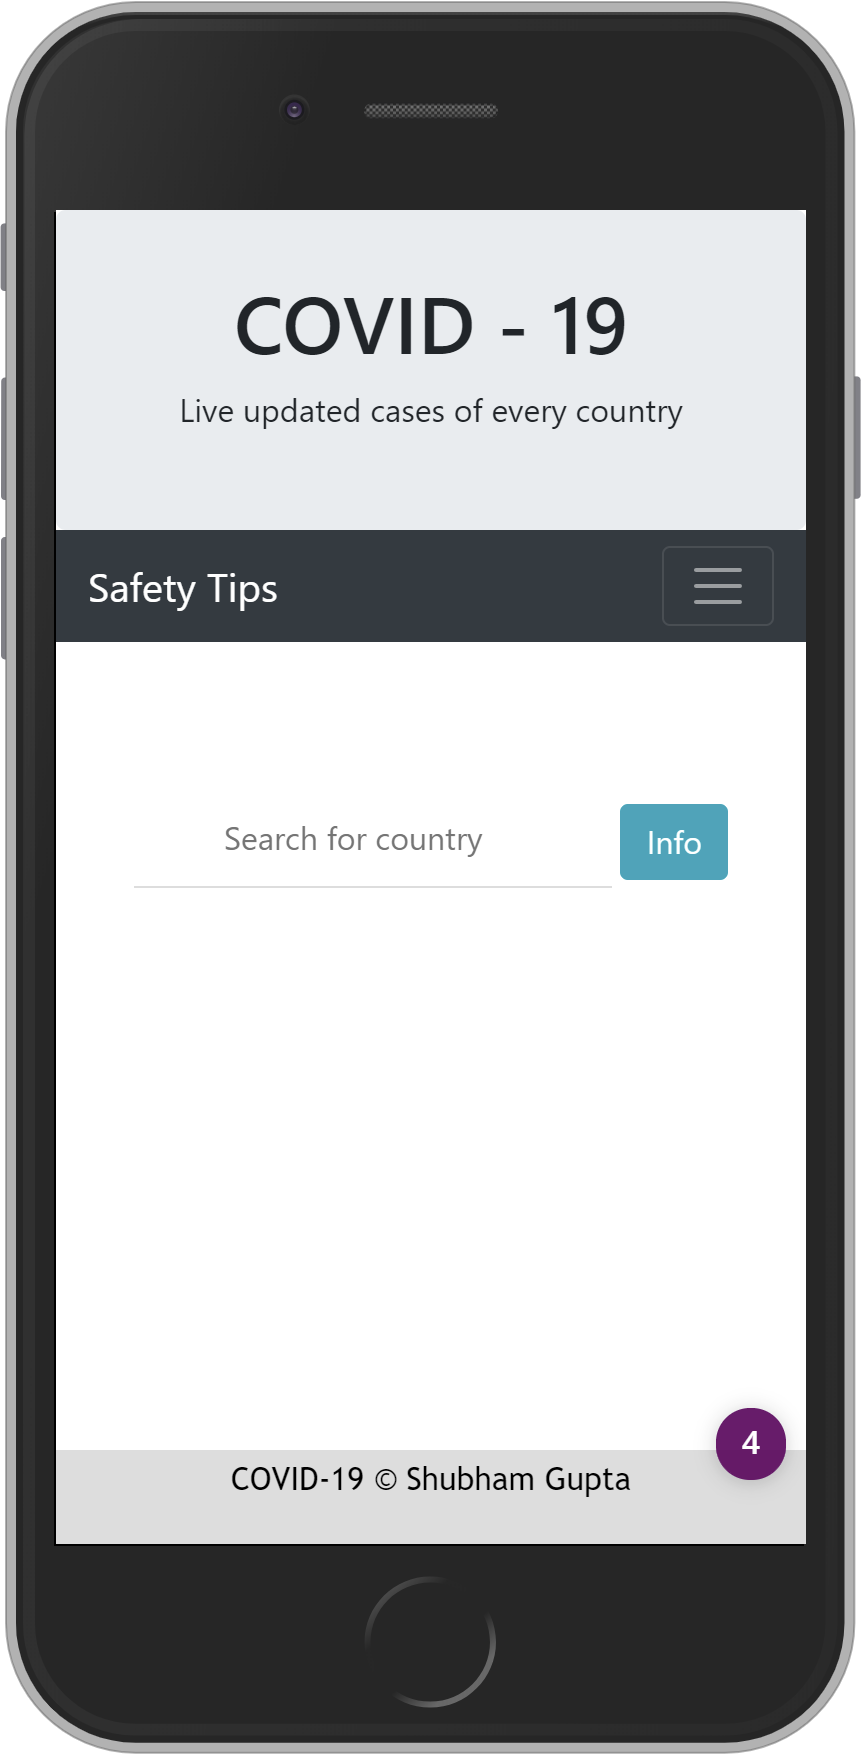 COVID - 19
Live updated cases of every country
Safety Tips
Search for country
Info
4
COVID-19 © Shubham Gupta